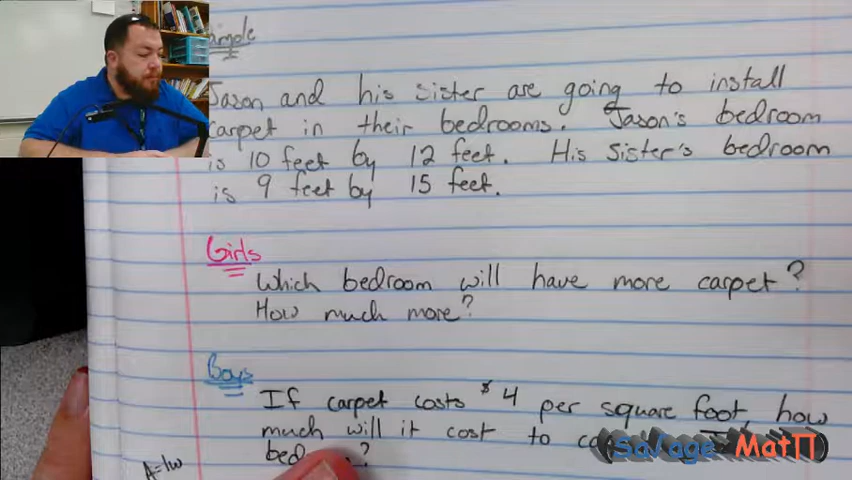 Jason and his sister are going to install
carpet in their bedrooms. Jason's bedroom
is 10 feet by 12 feet. His sister's bedroom
is 9 feet by 15 feet.
Girls
Which bedroom will have more carpet?
How much more?
Boys
If carpet costs $4 per square foot, how
much will it cost to
?
A=lw
Savage MatΠ